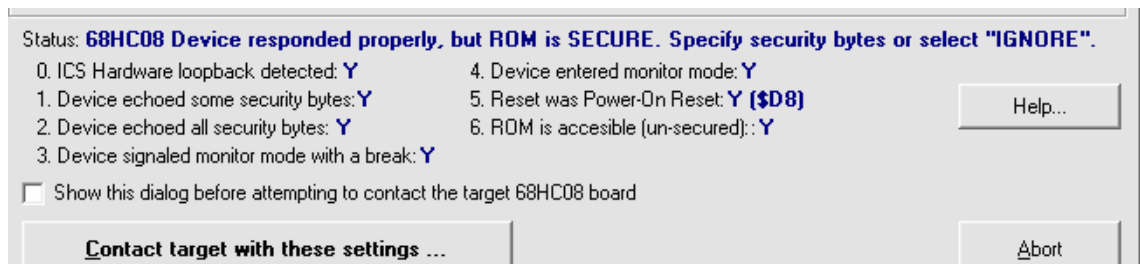 Status: 68HC08 Device responded properly, but ROM is SECURE. Specify security bytes or select "IGNORE".
0. ICS Hardware loopback detected: Y
1. Device echoed some security bytes:Y
2. Device echoed all security bytes: Y
3. Device signaled monitor mode with a break: Y
4. Device entered monitor mode: Y
5. Reset was Power-On Reset: Y ($D8)
6. ROM is accesible (un-secured):: Y
Help...
Show this dialog before attempting to contact the target 68HC08 board
Contact target with these settings ...
Abort